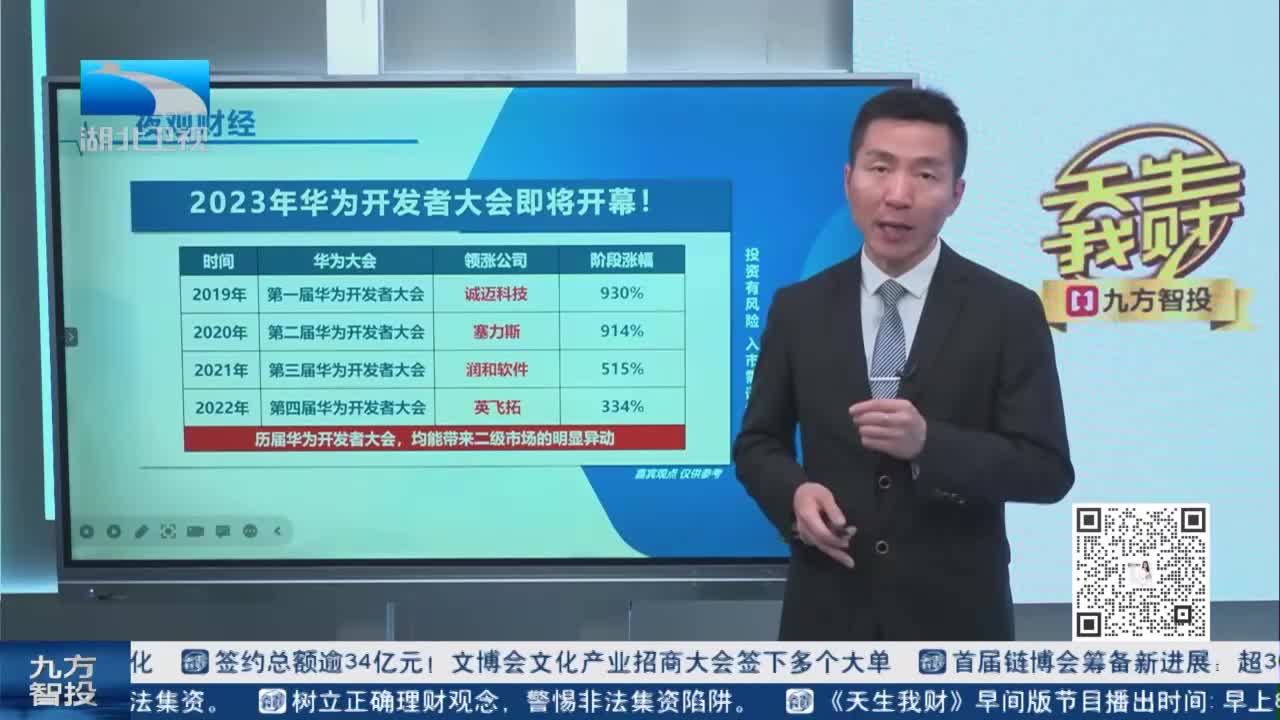 夜观财经
湖北卫视
2023年华为开发者大会即将开幕！
时间 华为大会 领涨公司 阶段涨幅
2019年 第一届华为开发者大会 诚迈科技 930%
2020年 第二届华为开发者大会 塞力斯 914%
2021年 第三届华为开发者大会 润和软件 515%
2022年 第四届华为开发者大会 英飞拓 334%
历届华为开发者大会，均能带来二级市场的明显异动
嘉宾观点 仅供参考
投资有风险 入市需
天生我财
九方智投
九方智投
化 签约总额逾34亿元！文博会文化产业招商大会签下多个大单 首届链博会筹备新进展：超3
法集资。 树立正确理财观念，警惕非法集资陷阱。 《天生我财》早间版节目播出时间：早上